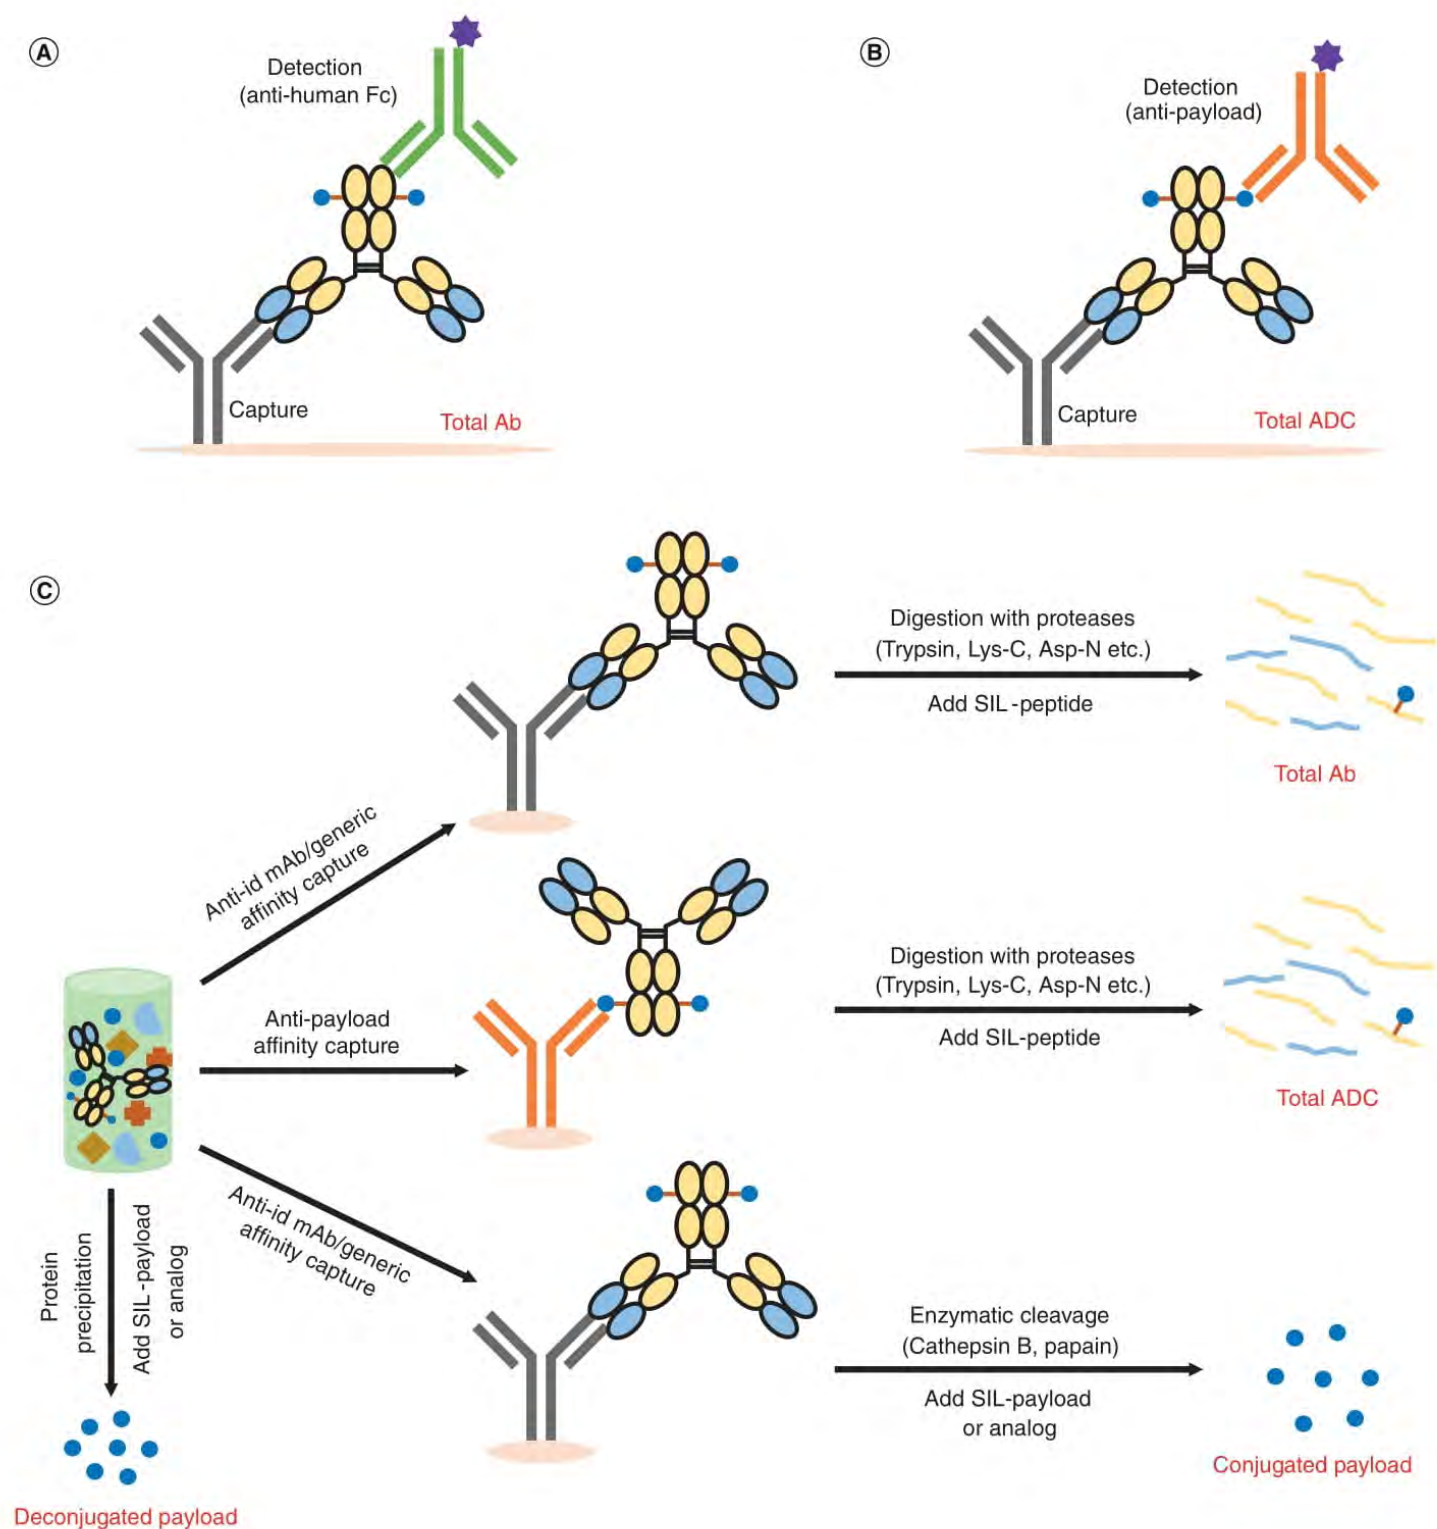 A
Detection
(anti-human Fc)
Capture
Total Ab
B
Detection
(anti-payload)
Capture
Total ADC
C
Anti-id mAb/generic
affinity capture
Digestion with proteases
(Trypsin, Lys-C, Asp-N etc.)
Add SIL-peptide
Total Ab
Anti-payload
affinity capture
Digestion with proteases
(Trypsin, Lys-C, Asp-N etc.)
Add SIL-peptide
Total ADC
Anti-id mAb/generic
affinity capture
Enzymatic cleavage
(Cathepsin B, papain)
Add SIL-payload
or analog
Conjugated payload
Protein
precipitation
Add SIL-payload
or analog
Deconjugated payload